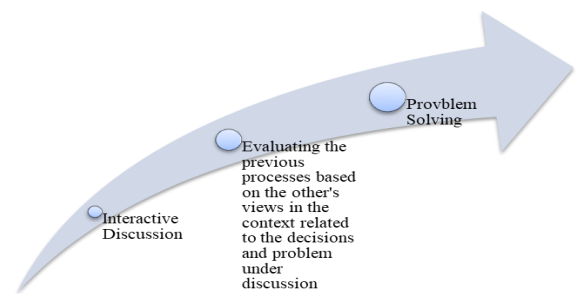 Interactive
Discussion
Evaluating the
previous
processes based
on the other's
views in the
context related
to the decisions
and problem
under
discussion
Provblem
Solving